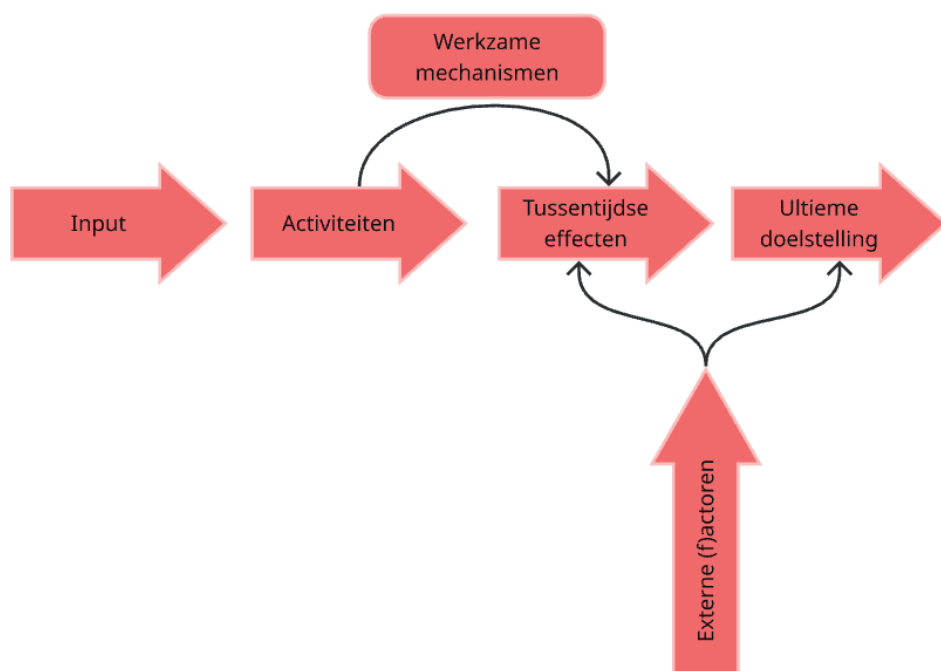 Werkzame
mechanismen
Input
Activiteiten
Tussentijdse
effecten
Ultieme
doelstelling
Externe (f)actoren